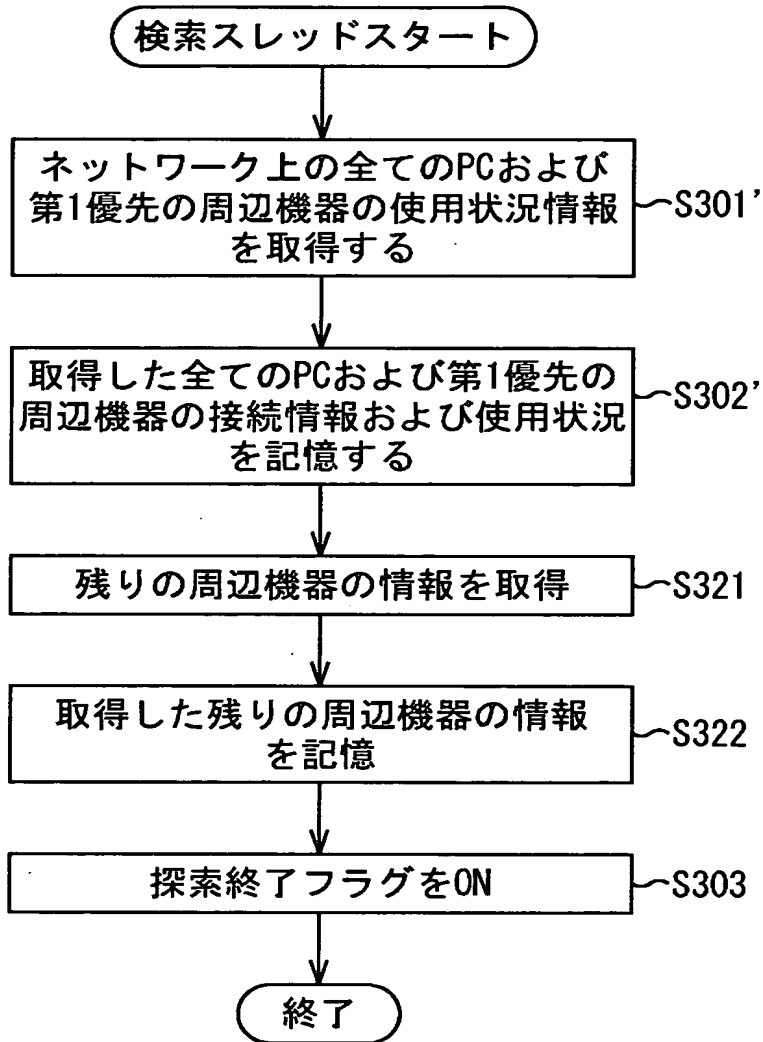 検索スレッドスタート
ネットワーク上の全てのPCおよび
第1優先の周辺機器の使用状況情報
を取得する
S301'
取得した全てのPCおよび第1優先の
周辺機器の接続情報および使用状況
を記憶する
S302'
残りの周辺機器の情報を取得
S321
取得した残りの周辺機器の情報
を記憶
S322
探索終了フラグをON
S303
終了